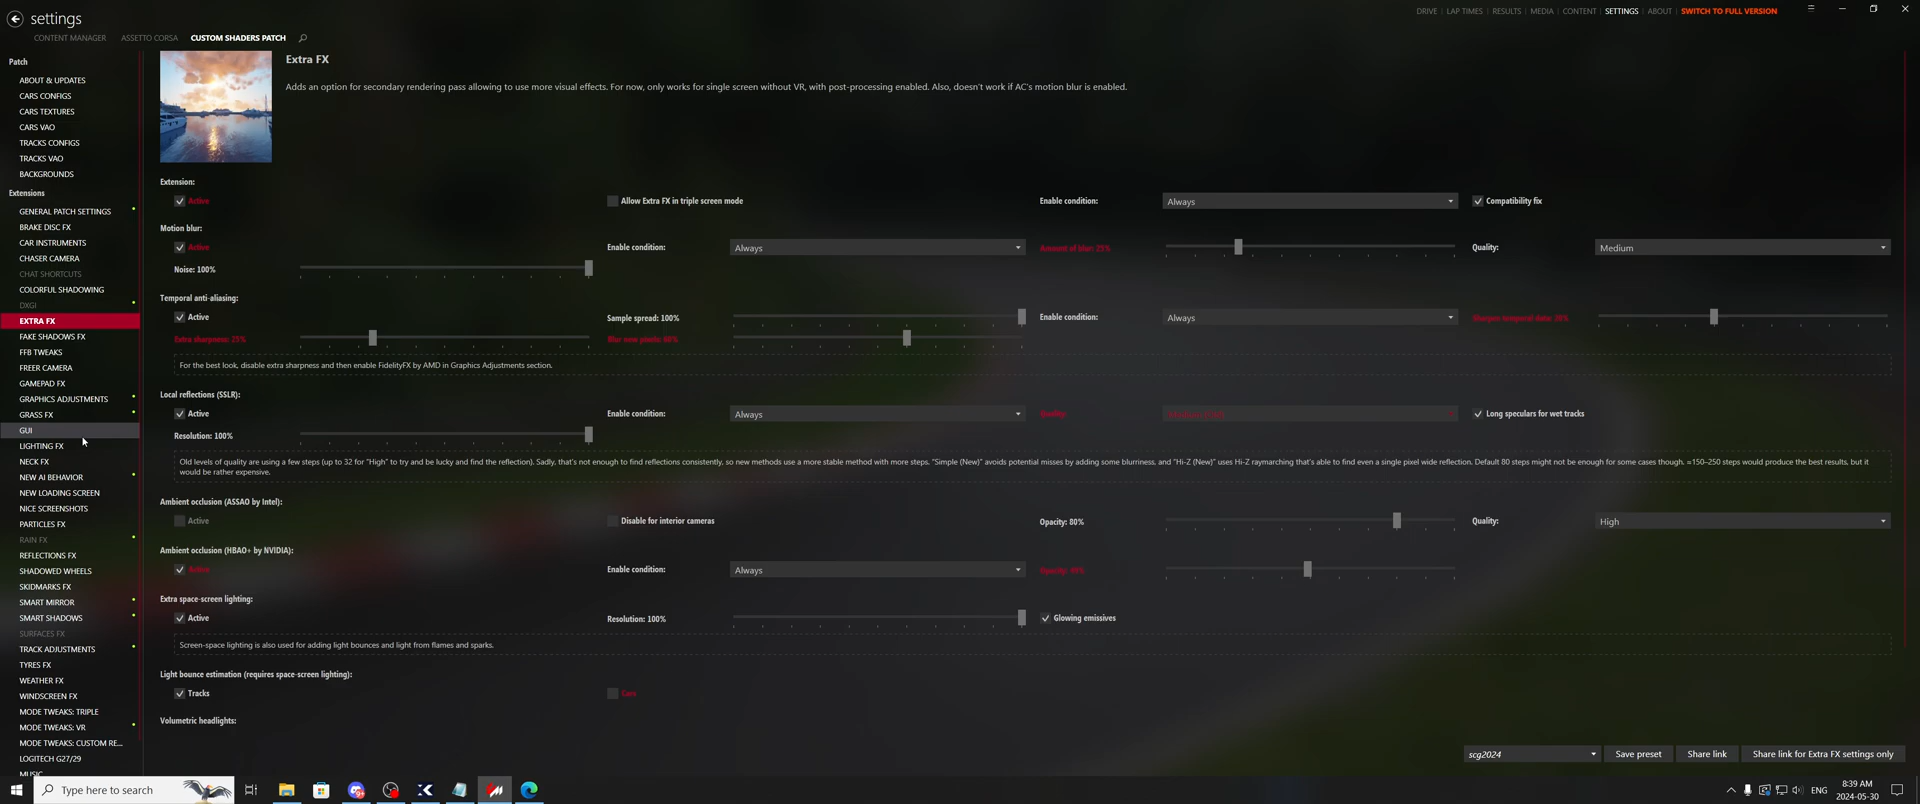 settings
DRIVE | LAP TIMES | RESULTS | MEDIA | CONTENT | SETTINGS | ABOUT | SWITCH TO FULL VERSION
CONTENT MANAGER ASSETTO CORSA CUSTOM SHADERS PATCH
Patch
ABOUT & UPDATES
CARS CONFIGS
CARS TEXTURES
CARS VAO
TRACKS CONFIGS
TRACKS VAO
BACKGROUNDS
Extensions
GENERAL PATCH SETTINGS
BRAKE DISC FX
CAR INSTRUMENTS
CHASER CAMERA
CHAT SHORTCUTS
COLORFUL SHADOWING
DXGI
EXTRA FX
FAKE SHADOWS FX
FFB TWEAKS
FREER CAMERA
GAMEPAD FX
GRAPHICS ADJUSTMENTS
GRASS FX
GUI
LIGHTING FX
NECK FX
NEW AI BEHAVIOR
NEW LOADING SCREEN
NICE SCREENSHOTS
PARTICLES FX
RAIN FX
REFLECTIONS FX
SHADOWED WHEELS
SKIDMARKS FX
SMART MIRROR
SMART SHADOWS
SURFACES FX
TRACK ADJUSTMENTS
TYRES FX
WEATHER FX
WINDSCREEN FX
MODE TWEAKS: TRIPLE
MODE TWEAKS: VR
MODE TWEAKS: CUSTOM RE...
LOGITECH G27/29
MUSIC
Extra FX
Adds an option for secondary rendering pass allowing to use more visual effects. For now, only works for single screen without VR, with post-processing enabled. Also, doesn't work if AC's motion blur is enabled.
Extension:
Active Allow Extra FX in triple screen mode Enable condition: Always Compatibility fix
Motion blur:
Active Enable condition: Always Amount of blur: 25% Quality: Medium
Noise: 100%
Temporal anti-aliasing:
Active Sample spread: 100% Enable condition: Always Sharpen temporal data: 20%
Extra sharpness: 25% Blur new pixels: 60%
For the best look, disable extra sharpness and then enable FidelityFX by AMD in Graphics Adjustments section.
Local reflections (SSLR):
Active Enable condition: Always Quality: Long speculars for wet tracks
Resolution: 100%
Old levels of quality are using a few steps (up to 32 for "High" to try and be lucky and find the reflection). Sadly, that's not enough to find reflections consistently, so new methods use a more stable method with more steps. "Simple (New)" avoids potential misses by adding some blurriness, and "Hi-Z (New)" uses Hi-Z raymarching that's able to find even a single pixel wide reflection. Default 80 steps might not be enough for some cases though. ≈150–250 steps would produce the best results, but it
would be rather expensive.
Ambient occlusion (ASSAO by Intel):
Active Disable for interior cameras Opacity: 80% Quality: High
Ambient occlusion (HBAO+ by NVIDIA):
Active Enable condition: Always Opacity: 49%
Extra space-screen lighting:
Active Resolution: 100% Glowing emissives
Screen-space lighting is also used for adding light bounces and light from flames and sparks.
Light bounce estimation (requires space-screen lighting):
Tracks Cars
Volumetric headlights:
scg2024 Save preset Share link Share link for Extra FX settings only
Type here to search
ENG
8:39 AM
2024-05-30